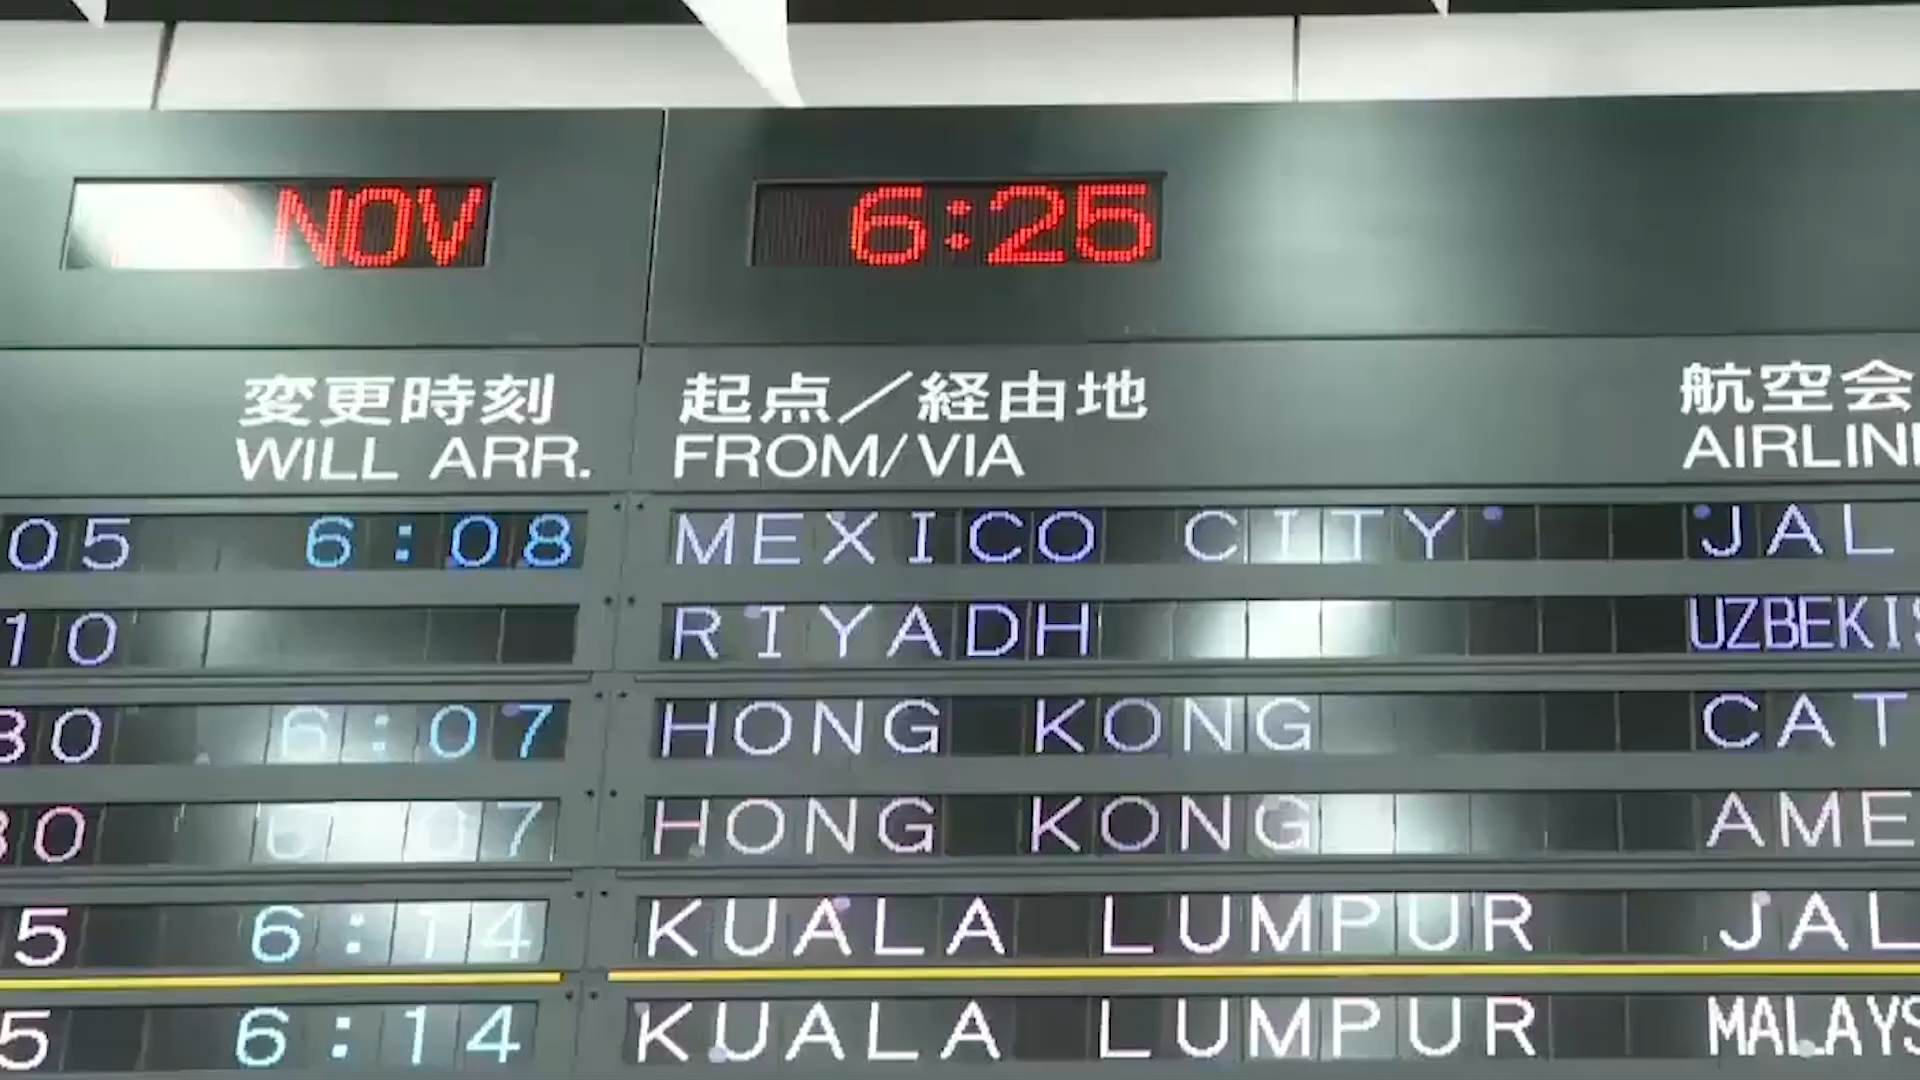 NOV 6:25
変更時刻 起点／経由地 航空会
WILL ARR. FROM/VIA AIRLIN
05 6:08 MEXICO CITY JAL
10 RIYADH UZBEKIS
30 6:07 HONG KONG CAT
30 6:07 HONG KONG AME
5 6:14 KUALA LUMPUR JAL
5 6:14 KUALA LUMPUR MALAYS